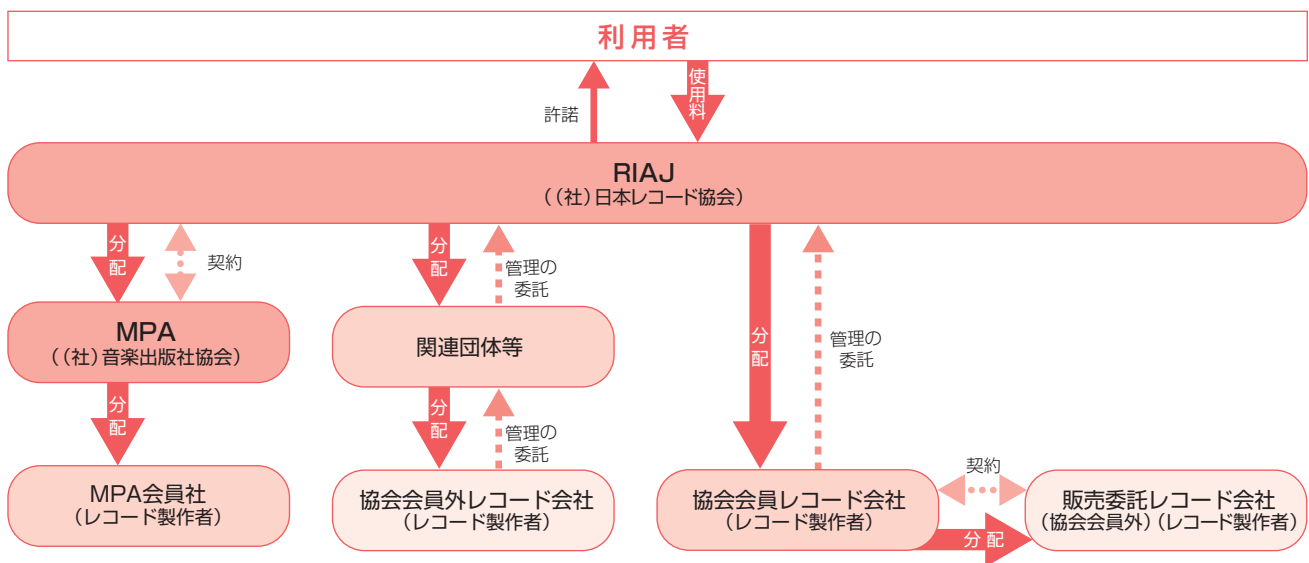 利用者
許諾
使用料
RIAJ
((社)日本レコード協会)
分配
契約
分配
管理の
委託
分配
管理の
委託
MPA
((社)音楽出版社協会)
関連団体等
分配
分配
管理の
委託
MPA会員社
(レコード製作者)
協会会員外レコード会社
(レコード製作者)
協会会員レコード会社
(レコード製作者)
契約
分配
販売委託レコード会社
(協会会員外)(レコード製作者)